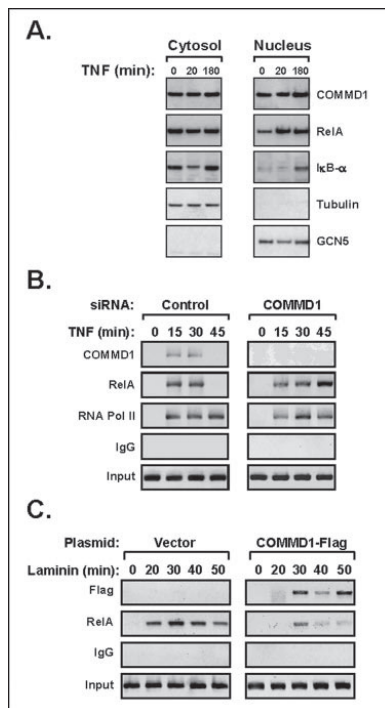 A.
Cytosol Nucleus
TNF (min): 0 20 180 0 20 180
COMMD1
RelA
IκB-α
Tubulin
GCN5
B.
siRNA: Control COMMD1
TNF (min): 0 15 30 45 0 15 30 45
COMMD1
RelA
RNA Pol II
IgG
Input
C.
Plasmid: Vector COMMD1-Flag
Laminin (min): 0 20 30 40 50 0 20 30 40 50
Flag
RelA
IgG
Input